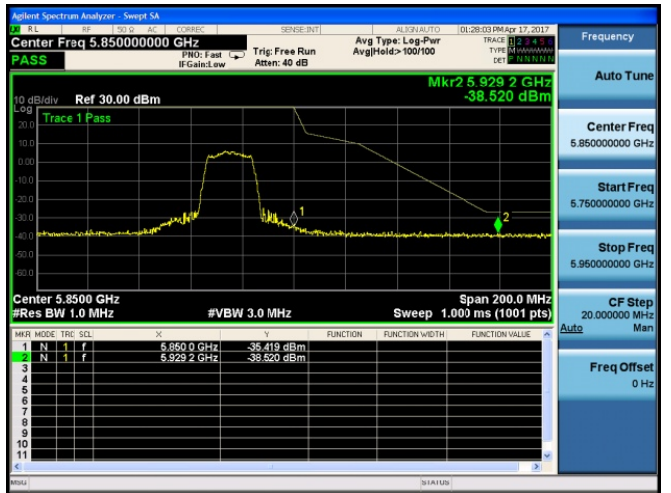 Agilent Spectrum Analyzer - Swept SA
RL RF 50 Ω AC CORREC SENSE:INT ALIGNAUTO 01:28:03 PM Apr 17, 2017
Center Freq 5.850000000 GHz
PASS
PNO: Fast
IFGain:Low
Trig: Free Run
Atten: 40 dB
Avg Type: Log-Pwr
Avg|Hold:> 100/100
TRACE 1 2 3 4 5 6
TYPE M
DET P N N N N N
Mkr2 5.929 2 GHz
-38.520 dBm
10 dB/div Ref 30.00 dBm
Log
Trace 1 Pass
20.0
10.0
0.00
-10.0
-20.0
-30.0
-40.0
-50.0
-60.0
1
2
Center 5.8500 GHz Span 200.0 MHz
#Res BW 1.0 MHz #VBW 3.0 MHz Sweep 1.000 ms (1001 pts)
MKR MODE TRC SCL X Y FUNCTION FUNCTION WIDTH FUNCTION VALUE
1 N 1 f 5.850 0 GHz -35.419 dBm
2 N 1 f 5.929 2 GHz -38.520 dBm
3
4
5
6
7
8
9
10
11
MSG STATUS
Frequency
Auto Tune
Center Freq
5.850000000 GHz
Start Freq
5.750000000 GHz
Stop Freq
5.950000000 GHz
CF Step
20.000000 MHz
Auto Man
Freq Offset
0 Hz